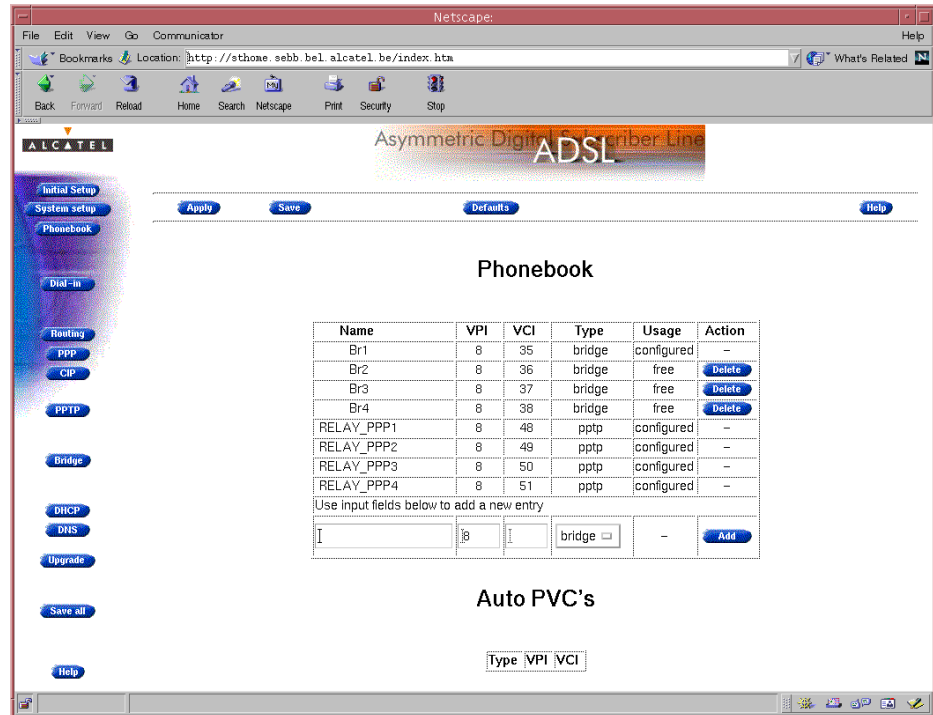 Netscape:
File Edit View Go Communicator Help
Bookmarks Location: http://sthome.sebb.bel.alcatel.be/index.htm What's Related N
Back Forward Reload Home Search Netscape Print Security Stop
My
ALCATEL
Asymmetric Digital Subscriber Line
ADSL
Initial Setup
System setup
Phonebook
Dial-in
Routing
PPP
CIP
PPTP
Bridge
DHCP
DNS
Upgrade
Save all
Help
Apply Save Defaults Help
Phonebook
Name VPI VCI Type Usage Action
Br1 8 35 bridge configured –
Br2 8 36 bridge free Delete
Br3 8 37 bridge free Delete
Br4 8 38 bridge free Delete
RELAY_PPP1 8 48 pptp configured –
RELAY_PPP2 8 49 pptp configured –
RELAY_PPP3 8 50 pptp configured –
RELAY_PPP4 8 51 pptp configured –
Use input fields below to add a new entry
8 bridge – Add
Auto PVC's
Type VPI VCI